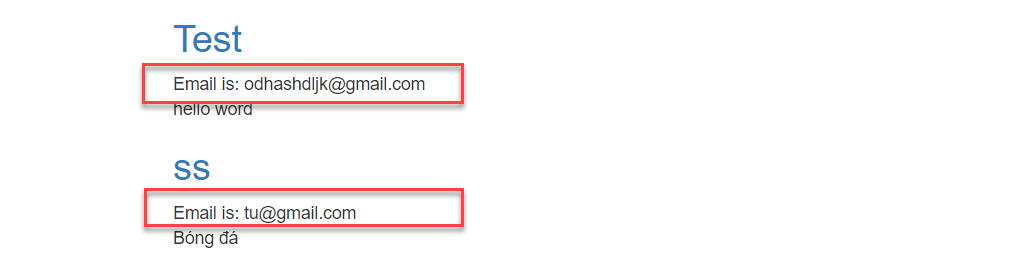 Test
Email is: odhashdljk@gmail.com
hello word
ss
Email is: tu@gmail.com
Bóng đá